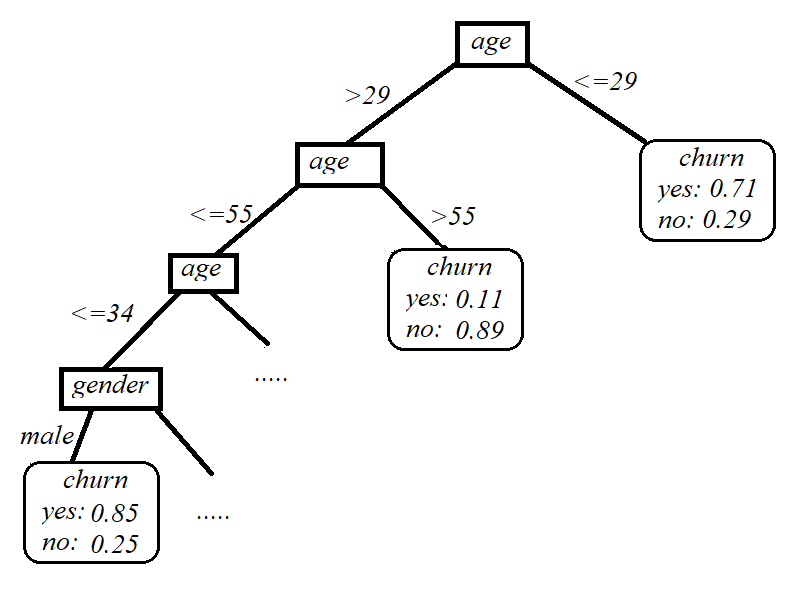 age
>29
<=29
age
churn
yes: 0.71
no: 0.29
<=55
>55
age
churn
yes: 0.11
no: 0.89
<=34
.....
gender
male
churn
yes: 0.85
no: 0.25
.....